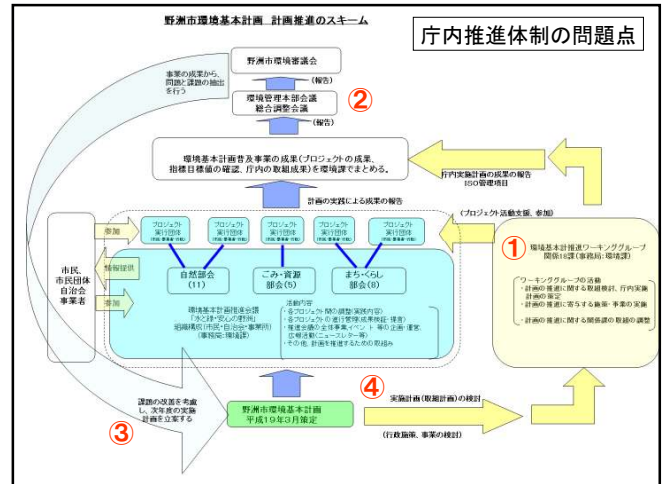 野洲市環境基本計画 計画推進のスキーム
庁内推進体制の問題点
野洲市環境審議会
(報告)
事業の成果から、
問題と課題の抽出
を行う
環境管理本部会議
総合調整会議
②
(報告)
環境基本計画普及事業の成果(プロジェクトの成果、
指標目標値の確認、庁内の取組成果)を環境課でまとめる。
庁内実施計画の成果の報告
ISO管理項目
計画の実践による成果の報告
(プロジェクト活動支援、参加)
プロジェクト
実行団体
プロジェクト
実行団体
プロジェクト
実行団体
プロジェクト
実行団体
プロジェクト
実行団体
参加
情報提供
参加
市民、
市民団体
自治会
事業者
自然部会
(11)
ごみ・資源
部会(5)
まち・くらし
部会(8)
環境基本計画推進会議
「水と緑・安心の野洲」
組織構成(市民・自治会・事業所)
(事務局:環境課)
活動内容
・各プロジェクト間の調整(実践内容)
・各プロジェクトの進行管理(成果検証・提言)
・推進会議の全体事業、イベント等の企画・運営、
広報活動(ニュースレター等)
・その他、計画を推進するための取組み
①
環境基本計推進ワーキンググループ
関係18課(事務局:環境課)
ワーキンググループの活動
・計画の推進に関する取組検討、庁内実施
計画の策定
・計画の推進に寄与する施策・事業の実施
・計画の推進に関する関係課の取組の調整
課題の改善を考慮
し、次年度の実施
計画を立案する
③
④
野洲市環境基本計画
平成19年3月策定
実施計画(取組計画)の検討
(行政施策、事業の検討)